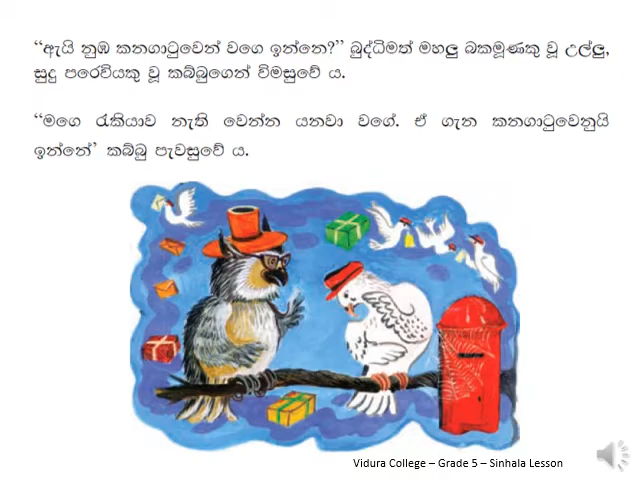 “ඇයි නුඹ කනගාටුවෙන් වගෙ ඉන්නෙ?” බුද්ධිමත් මහලු බකමූණකු වූ උල්ලු,
සුදු පරෙවියකු වූ කබ්බුගෙන් විමසුවේ ය.
“මගෙ රැකියාව නැති වෙන්න යනවා වගේ. ඒ ගැන කනගාටුවෙනුයි
ඉන්නේ’ කබ්බු පැවසුවේ ය.
Vidura College – Grade 5 – Sinhala Lesson